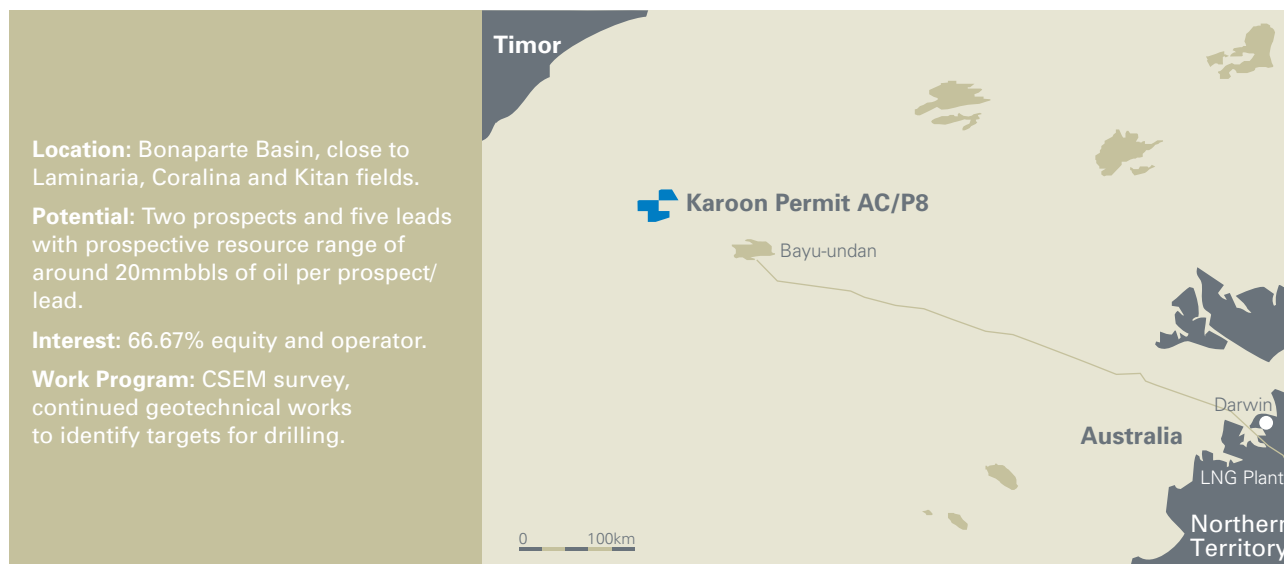 Location: Bonaparte Basin, close to
Laminaria, Coralina and Kitan fields.
Potential: Two prospects and five leads
with prospective resource range of
around 20mmbbls of oil per prospect/
lead.
Interest: 66.67% equity and operator.
Work Program: CSEM survey,
continued geotechnical works
to identify targets for drilling.
Timor
Karoon Permit AC/P8
Bayu-undan
Darwin
Australia
LNG Plant
Northern
Territory
0 100km